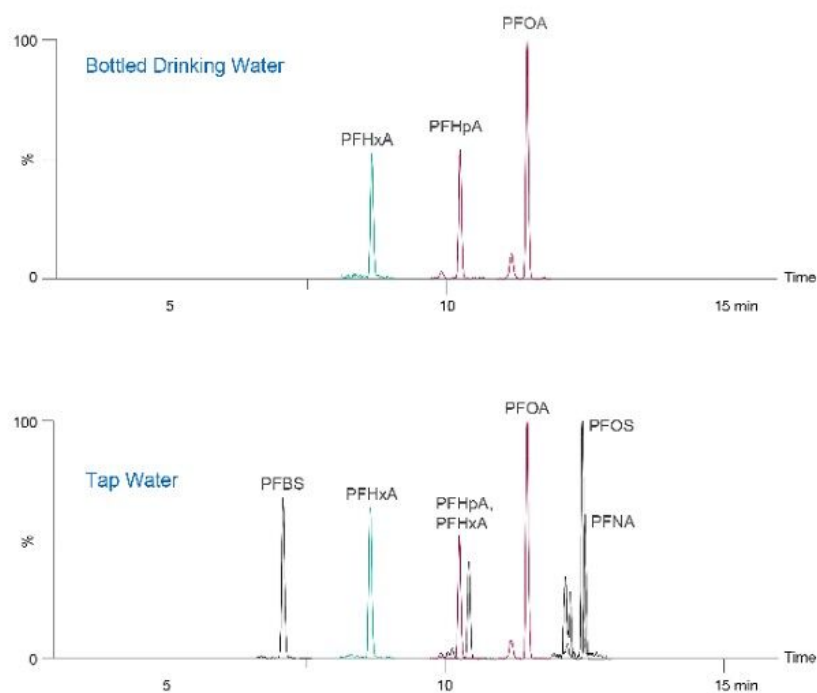 PFOA
100
Bottled Drinking Water
PFHxA
PFHpA
%
0
Time
5
10
15 min
100
PFOA
PFOS
Tap Water
PFBS
PFHxA
PFHpA,
PFHxA
PFNA
%
0
Time
5
10
15 min